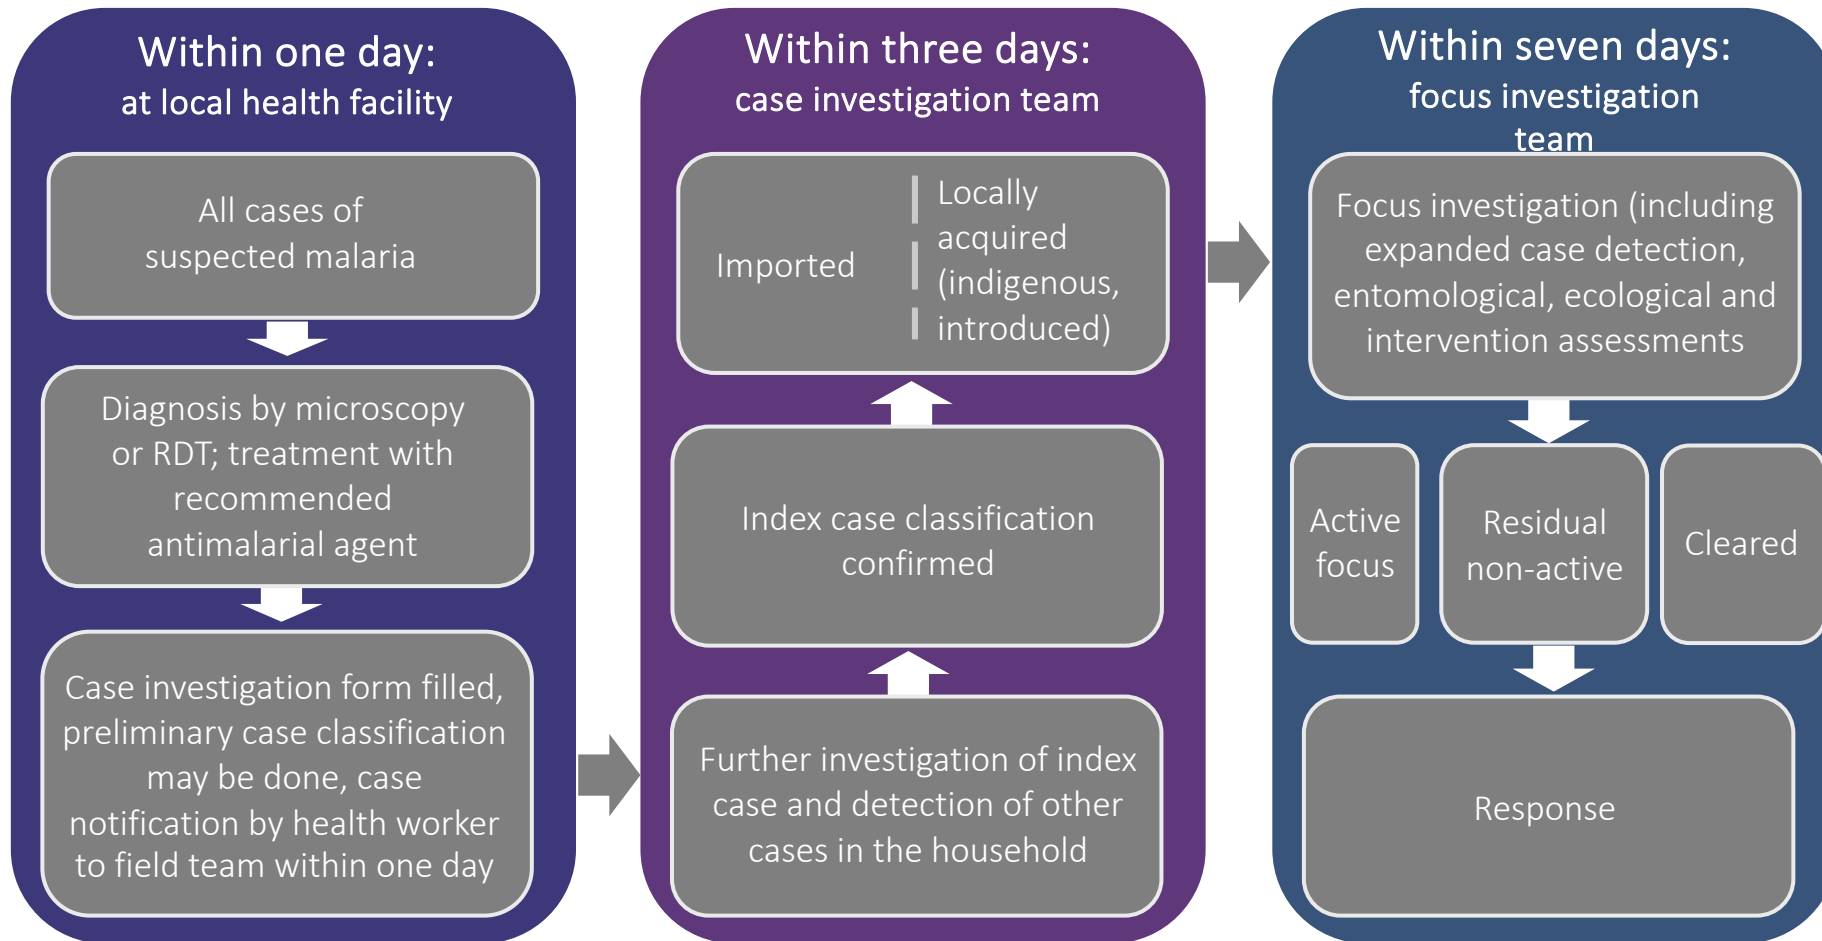 Within one day:
at local health facility
All cases of
suspected malaria
Diagnosis by microscopy
or RDT; treatment with
recommended
antimalarial agent
Case investigation form filled,
preliminary case classification
may be done, case
notification by health worker
to field team within one day
Within three days:
case investigation team
Imported
Locally
acquired
(indigenous,
introduced)
Index case classification
confirmed
Further investigation of index
case and detection of other
cases in the household
Within seven days:
focus investigation
team
Focus investigation (including
expanded case detection,
entomological, ecological and
intervention assessments
Active
focus
Residual
non-active
Cleared
Response